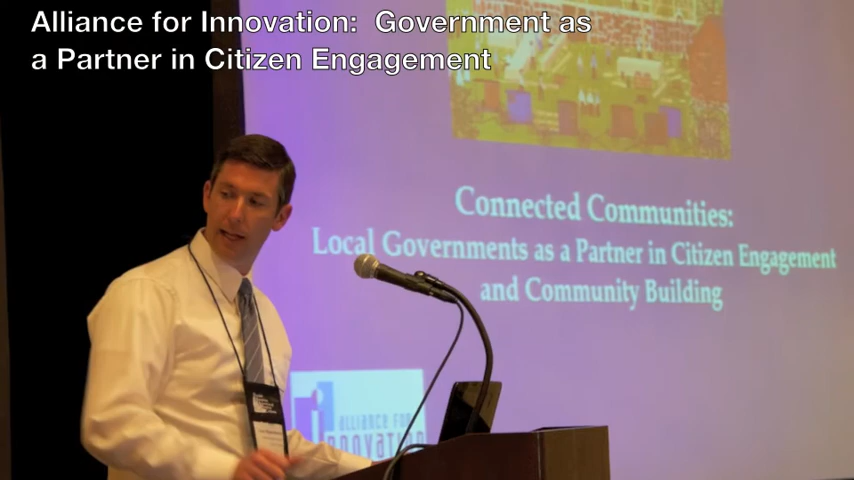 Alliance for Innovation:  Government as
a Partner in Citizen Engagement
Connected Communities:
Local Governments as a Partner in Citizen Engagement
and Community Building
ALLIANCE FOR
INNOVATION